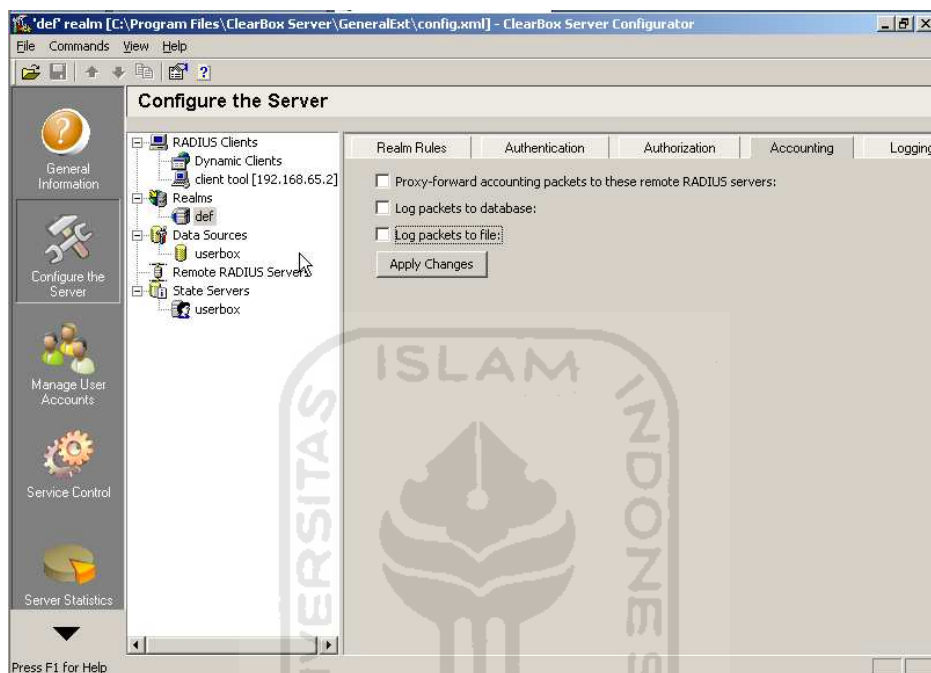 'def' realm [C:\Program Files\ClearBox Server\GeneralExt\config.xml] - ClearBox Server Configurator
File Commands View Help
Configure the Server
General
Information
Configure the
Server
Manage User
Accounts
Service Control
Server Statistics
RADIUS Clients
Dynamic Clients
client tool [192.168.65.2]
Realms
def
Data Sources
userbox
Remote RADIUS Servers
State Servers
userbox
Realm Rules Authentication Authorization Accounting Logging
Proxy-forward accounting packets to these remote RADIUS servers:
Log packets to database:
Log packets to file:
Apply Changes
ISLAM
VERSITAS
INDONES
Press F1 for Help